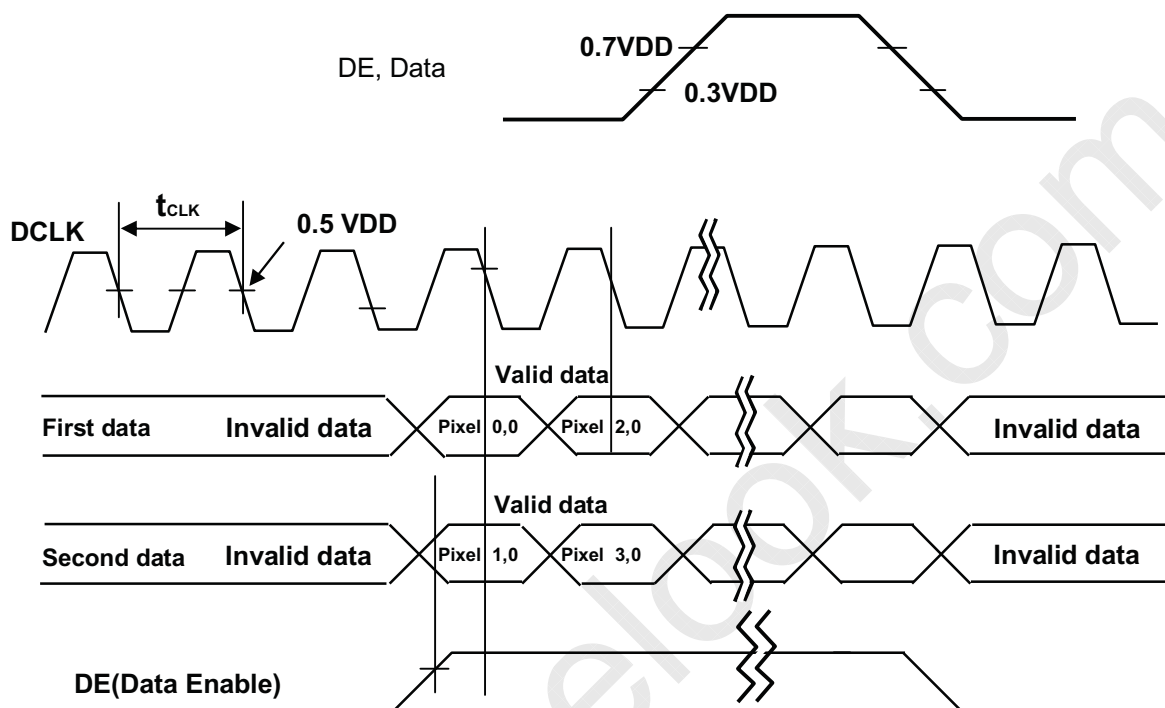 0.7VDD
DE, Data
0.3VDD
tCLK
0.5 VDD
DCLK
Valid data
First data Invalid data Pixel 0,0 Pixel 2,0 Invalid data
Valid data
Second data Invalid data Pixel 1,0 Pixel 3,0 Invalid data
DE(Data Enable)
elook.com